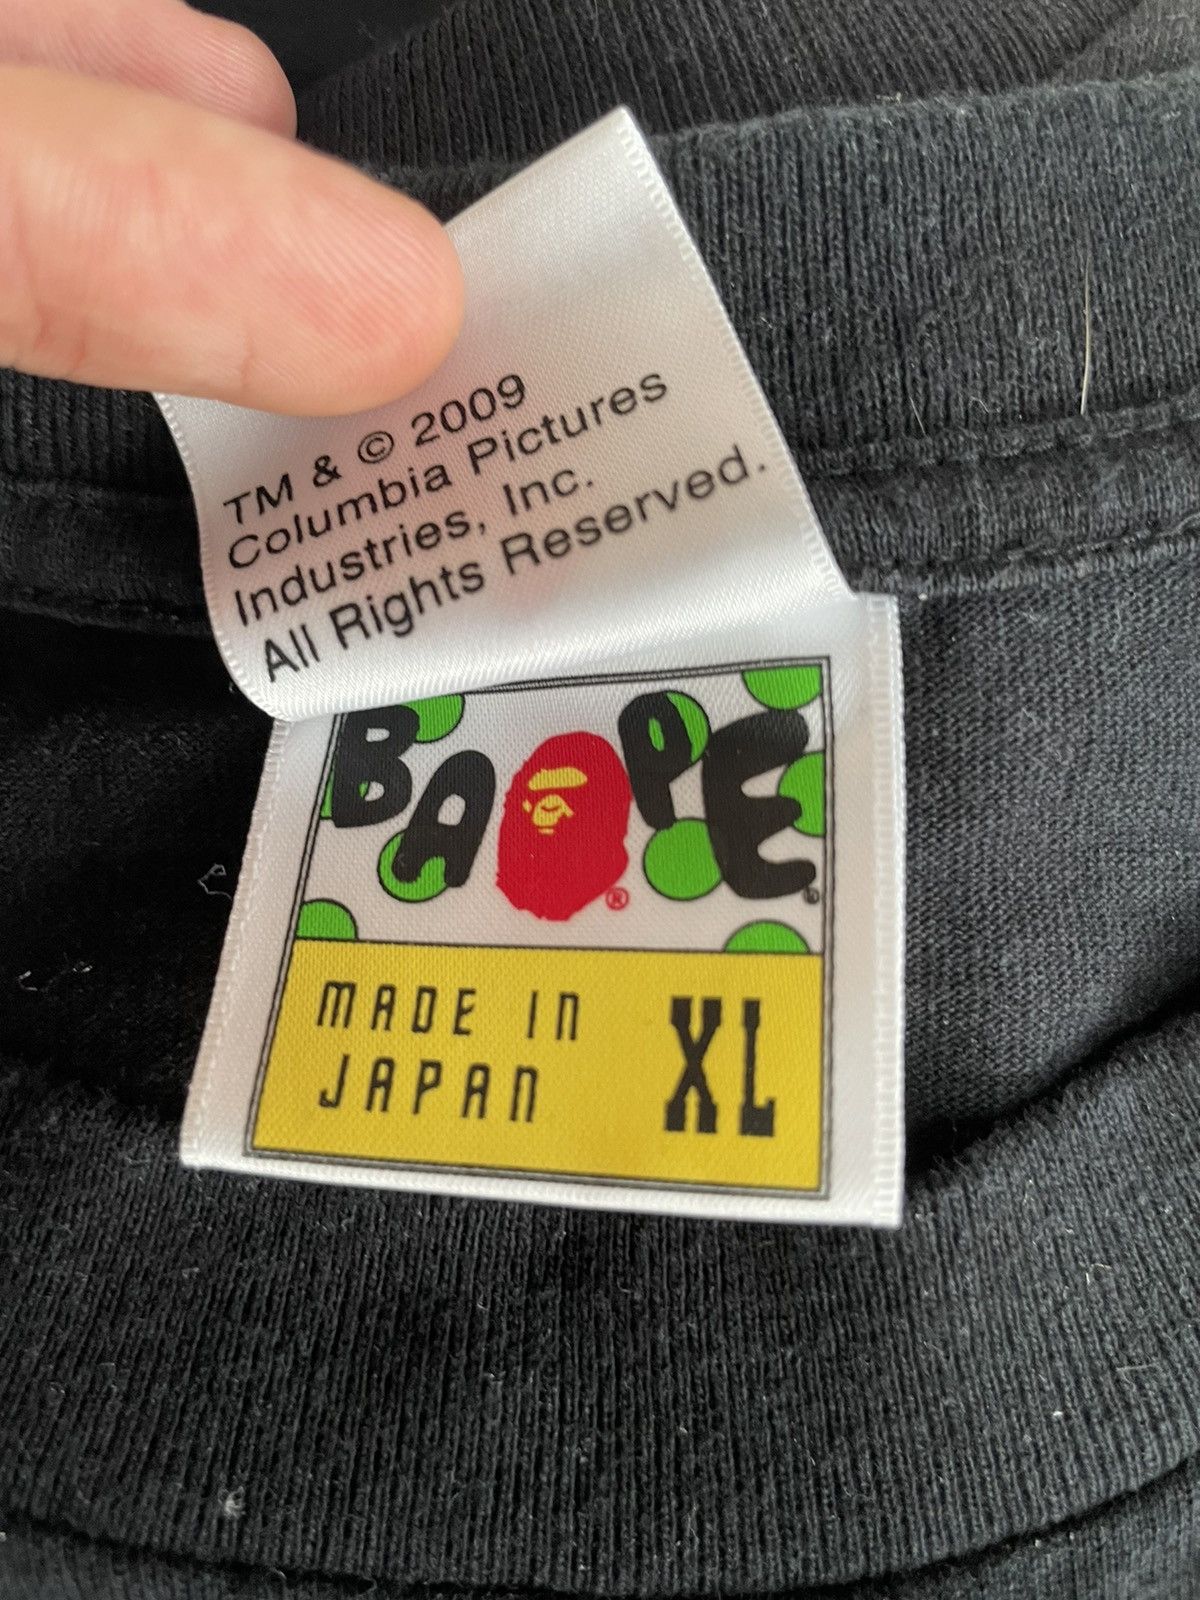 TM & © 2009
Columbia Pictures
Industries, Inc.
All Rights Reserved.
BAPE
®
MADE IN XL
JAPAN